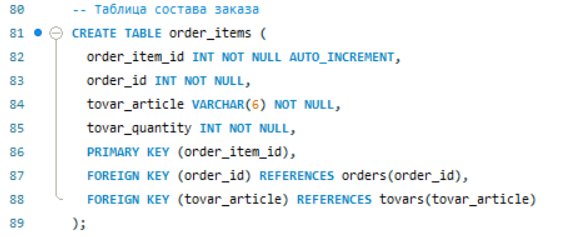 80 -- Таблица состава заказа
81 CREATE TABLE order_items (
82 order_item_id INT NOT NULL AUTO_INCREMENT,
83 order_id INT NOT NULL,
84 tovar_article VARCHAR(6) NOT NULL,
85 tovar_quantity INT NOT NULL,
86 PRIMARY KEY (order_item_id),
87 FOREIGN KEY (order_id) REFERENCES orders(order_id),
88 FOREIGN KEY (tovar_article) REFERENCES tovars(tovar_article)
89 );